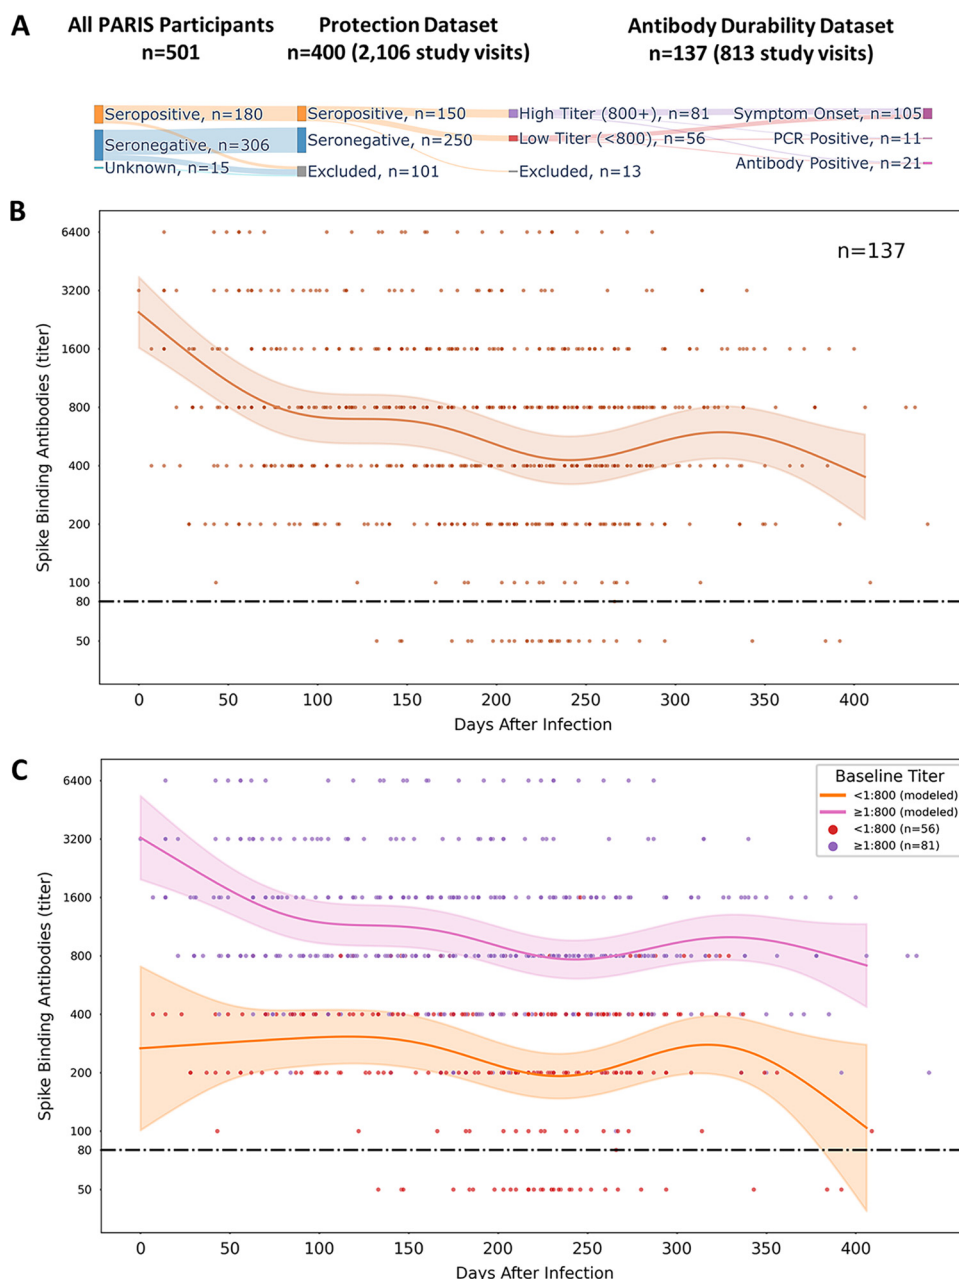 A
All PARIS Participants
n=501
Protection Dataset
n=400 (2,106 study visits)
Antibody Durability Dataset
n=137 (813 study visits)
Seropositive, n=180
Seropositive, n=150
High Titer (800+), n=81
Symptom Onset, n=105
Seronegative, n=306
Seronegative, n=250
Low Titer (<800), n=56
PCR Positive, n=11
Unknown, n=15
Excluded, n=101
Excluded, n=13
Antibody Positive, n=21
B
n=137
Spike Binding Antibodies (titer)
6400
3200
1600
800
400
200
100
80
50
0 50 100 150 200 250 300 350 400
Days After Infection
C
Baseline Titer
<1:800 (modeled)
≥1:800 (modeled)
<1:800 (n=56)
≥1:800 (n=81)
Spike Binding Antibodies (titer)
6400
3200
1600
800
400
200
100
80
50
0 50 100 150 200 250 300 350 400
Days After Infection